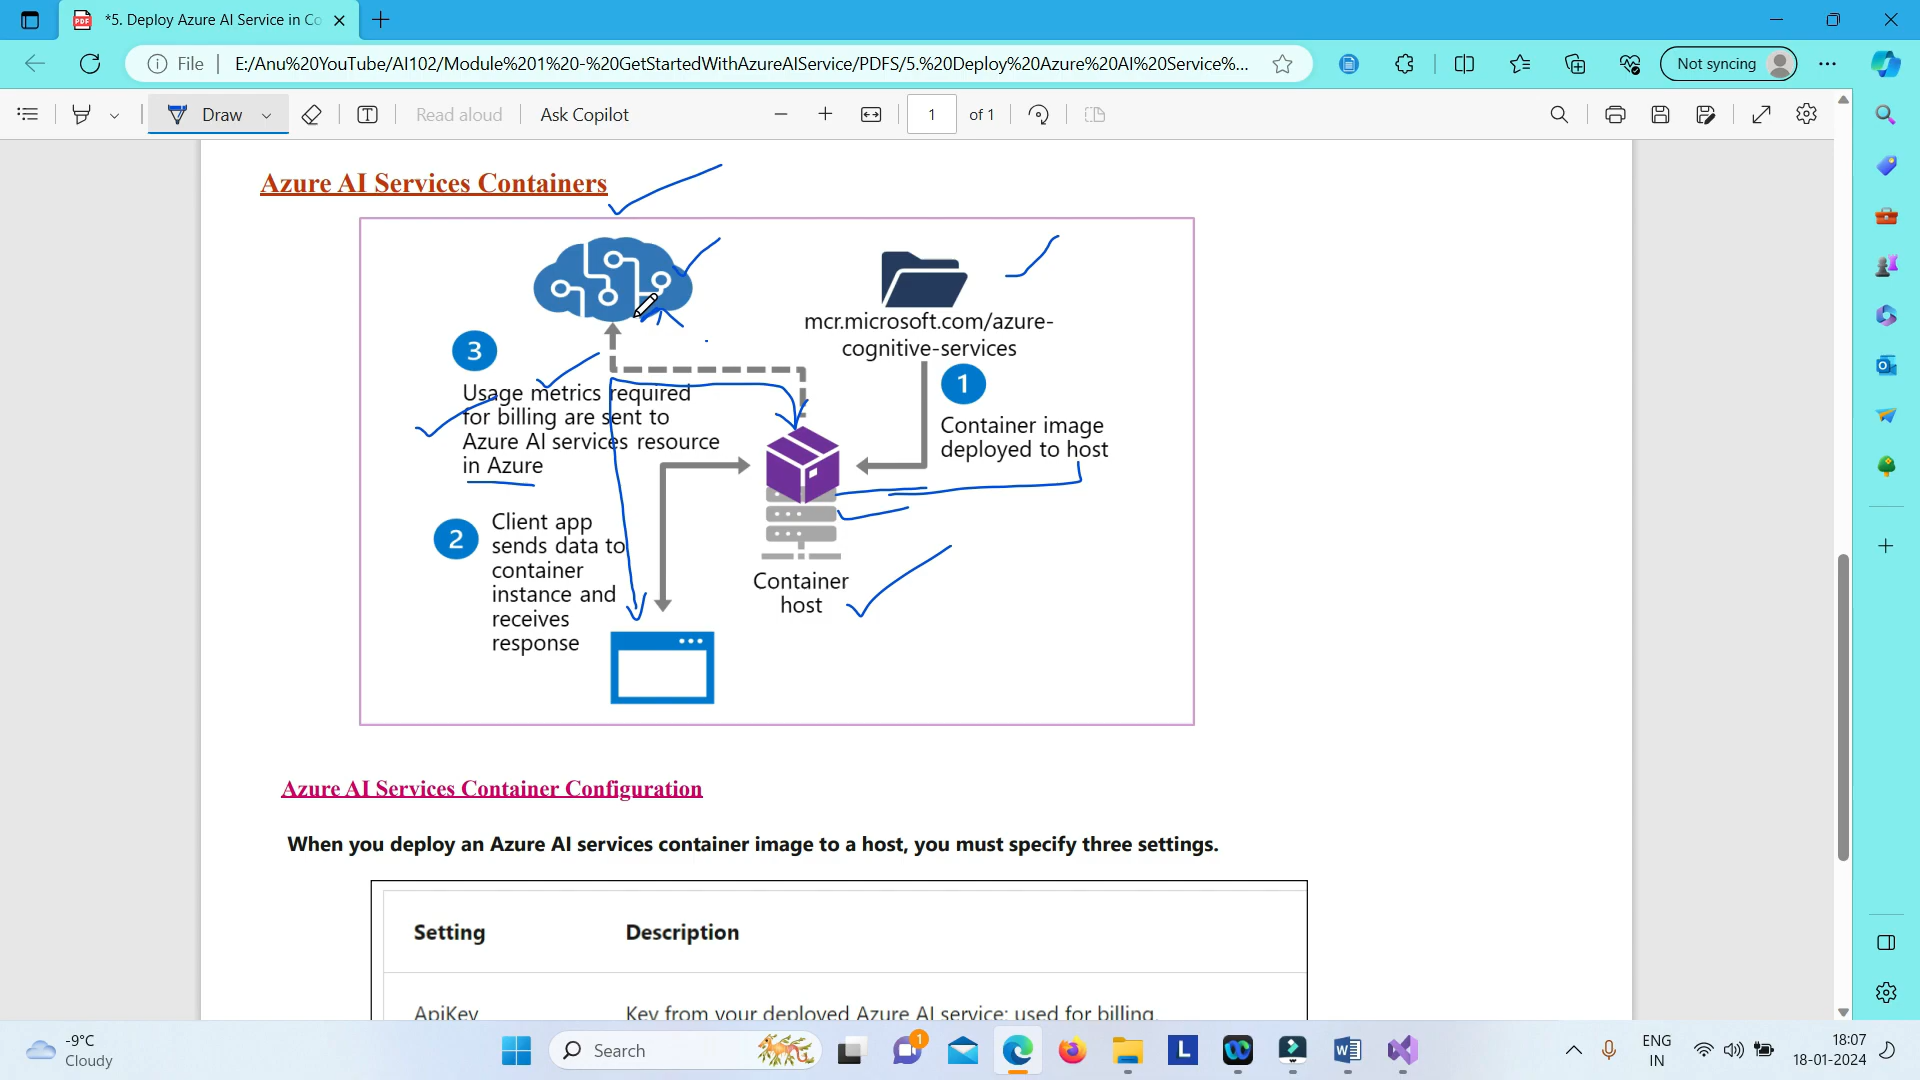 *5. Deploy Azure AI Service in Co
File
E:/Anu%20YouTube/AI102/Module%201%20-%20GetStartedWithAzureAIService/PDFS/5.%20Deploy%20Azure%20AI%20Service%...
Not syncing
Draw
Read aloud
Ask Copilot
1
of 1
Azure AI Services Containers
mcr.microsoft.com/azure-
cognitive-services
3
Usage metrics required
for billing are sent to
Azure AI services resource
in Azure
1
Container image
deployed to host
2
Client app
sends data to
container
instance and
receives
response
Container
host
Azure AI Services Container Configuration
When you deploy an Azure AI services container image to a host, you must specify three settings.
Setting
Description
ApiKey
Key from your deployed Azure AI service; used for billing.
-9°C
Cloudy
Search
1
L
ENG
IN
18:07
18-01-2024